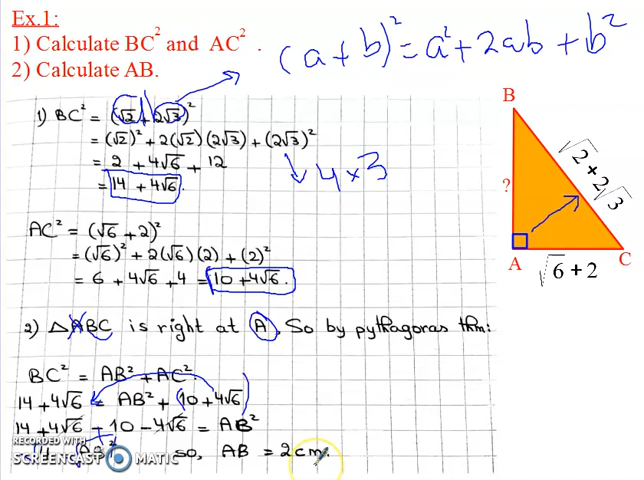 Ex.1:
1) Calculate BC² and AC² .
2) Calculate AB.
(a+b)² = a² + 2ab + b²
1) BC² = (√2 + 2√3)²
= (√2)² + 2(√2)(2√3) + (2√3)²
= 2 + 4√6 + 12
= 14 + 4√6.
4 × 3
AC² = (√6 + 2)²
= (√6)² + 2(√6)(2) + (2)²
= 6 + 4√6 + 4 = 10 + 4√6.
2) △ABC is right at A. So by pythagoras thm:
BC² = AB² + AC².
14 + 4√6 = AB² + (10 + 4√6)
14 + 4√6 - 10 - 4√6 = AB²
so, AB = 2cm.
B
√2 + 2√3
?
A
C
√6 + 2
RECORDED WITH
SCREENCAST MATIC